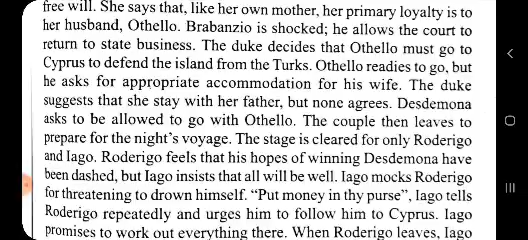 free will. She says that, like her own mother, her primary loyalty is to
her husband, Othello. Brabanzio is shocked; he allows the court to
return to state business. The duke decides that Othello must go to
Cyprus to defend the island from the Turks. Othello readies to go, but
he asks for appropriate accommodation for his wife. The duke
suggests that she stay with her father, but none agrees. Desdemona
asks to be allowed to go with Othello. The couple then leaves to
prepare for the night's voyage. The stage is cleared for only Roderigo
and Iago. Roderigo feels that his hopes of winning Desdemona have
been dashed, but Iago insists that all will be well. Iago mocks Roderigo
for threatening to drown himself. "Put money in thy purse", Iago tells
Roderigo repeatedly and urges him to follow him to Cyprus. Iago
promises to work out everything there. When Roderigo leaves, Iago